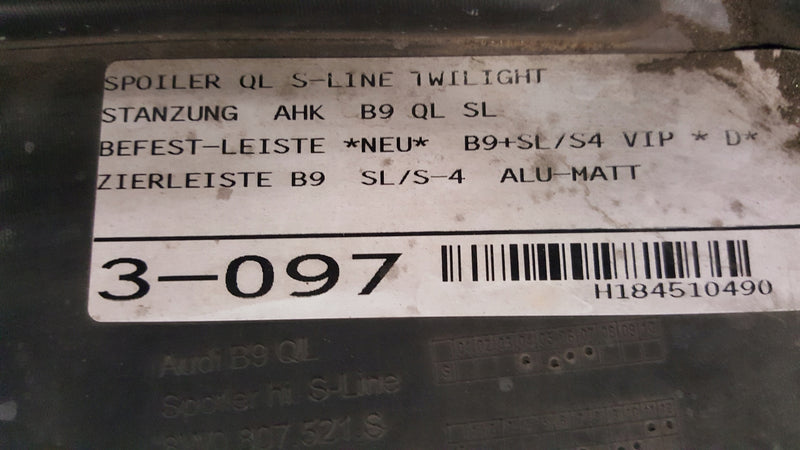 SPOILER QL S-LINE TWILIGHT
STANZUNG AHK B9 QL SL
BEFEST-LEISTE *NEU* B9+SL/S4 VIP * D*
ZIERLEISTE B9 SL/S-4 ALU-MATT
3-097
H184510490
Audi B9 QL
Spoiler hi. S-Line
807.521.S